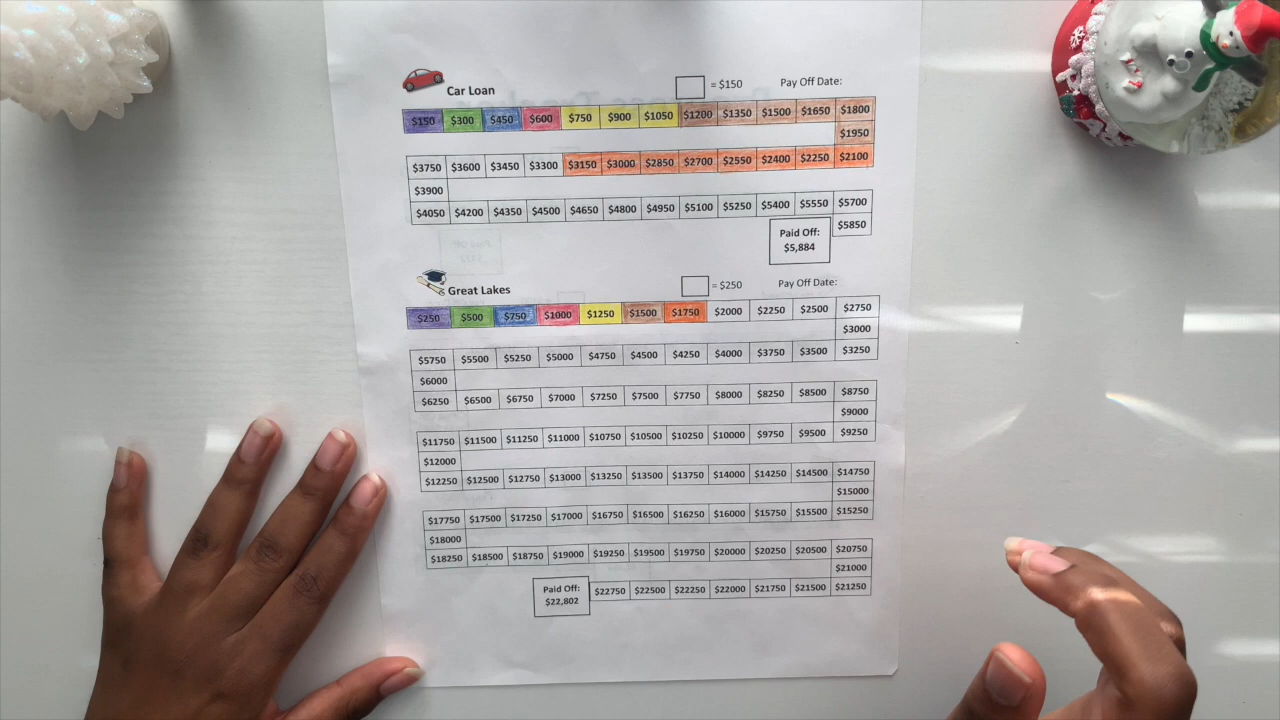 Car Loan = $150 Pay Off Date:
$150 $300 $450 $600 $750 $900 $1050 $1200 $1350 $1500 $1650 $1800
$1950
$3750 $3600 $3450 $3300 $3150 $3000 $2850 $2700 $2550 $2400 $2250 $2100
$3900
$4050 $4200 $4350 $4500 $4650 $4800 $4950 $5100 $5250 $5400 $5550 $5700
$5850
Paid Off:
$5,884
Great Lakes = $250 Pay Off Date:
$250 $500 $750 $1000 $1250 $1500 $1750 $2000 $2250 $2500 $2750
$3000
$5750 $5500 $5250 $5000 $4750 $4500 $4250 $4000 $3750 $3500 $3250
$6000
$6250 $6500 $6750 $7000 $7250 $7500 $7750 $8000 $8250 $8500 $8750
$9000
$11750 $11500 $11250 $11000 $10750 $10500 $10250 $10000 $9750 $9500 $9250
$12000
$12250 $12500 $12750 $13000 $13250 $13500 $13750 $14000 $14250 $14500 $14750
$15000
$17750 $17500 $17250 $17000 $16750 $16500 $16250 $16000 $15750 $15500 $15250
$18000
$18250 $18500 $18750 $19000 $19250 $19500 $19750 $20000 $20250 $20500 $20750
$21000
Paid Off:
$22,802
$22750 $22500 $22250 $22000 $21750 $21500 $21250